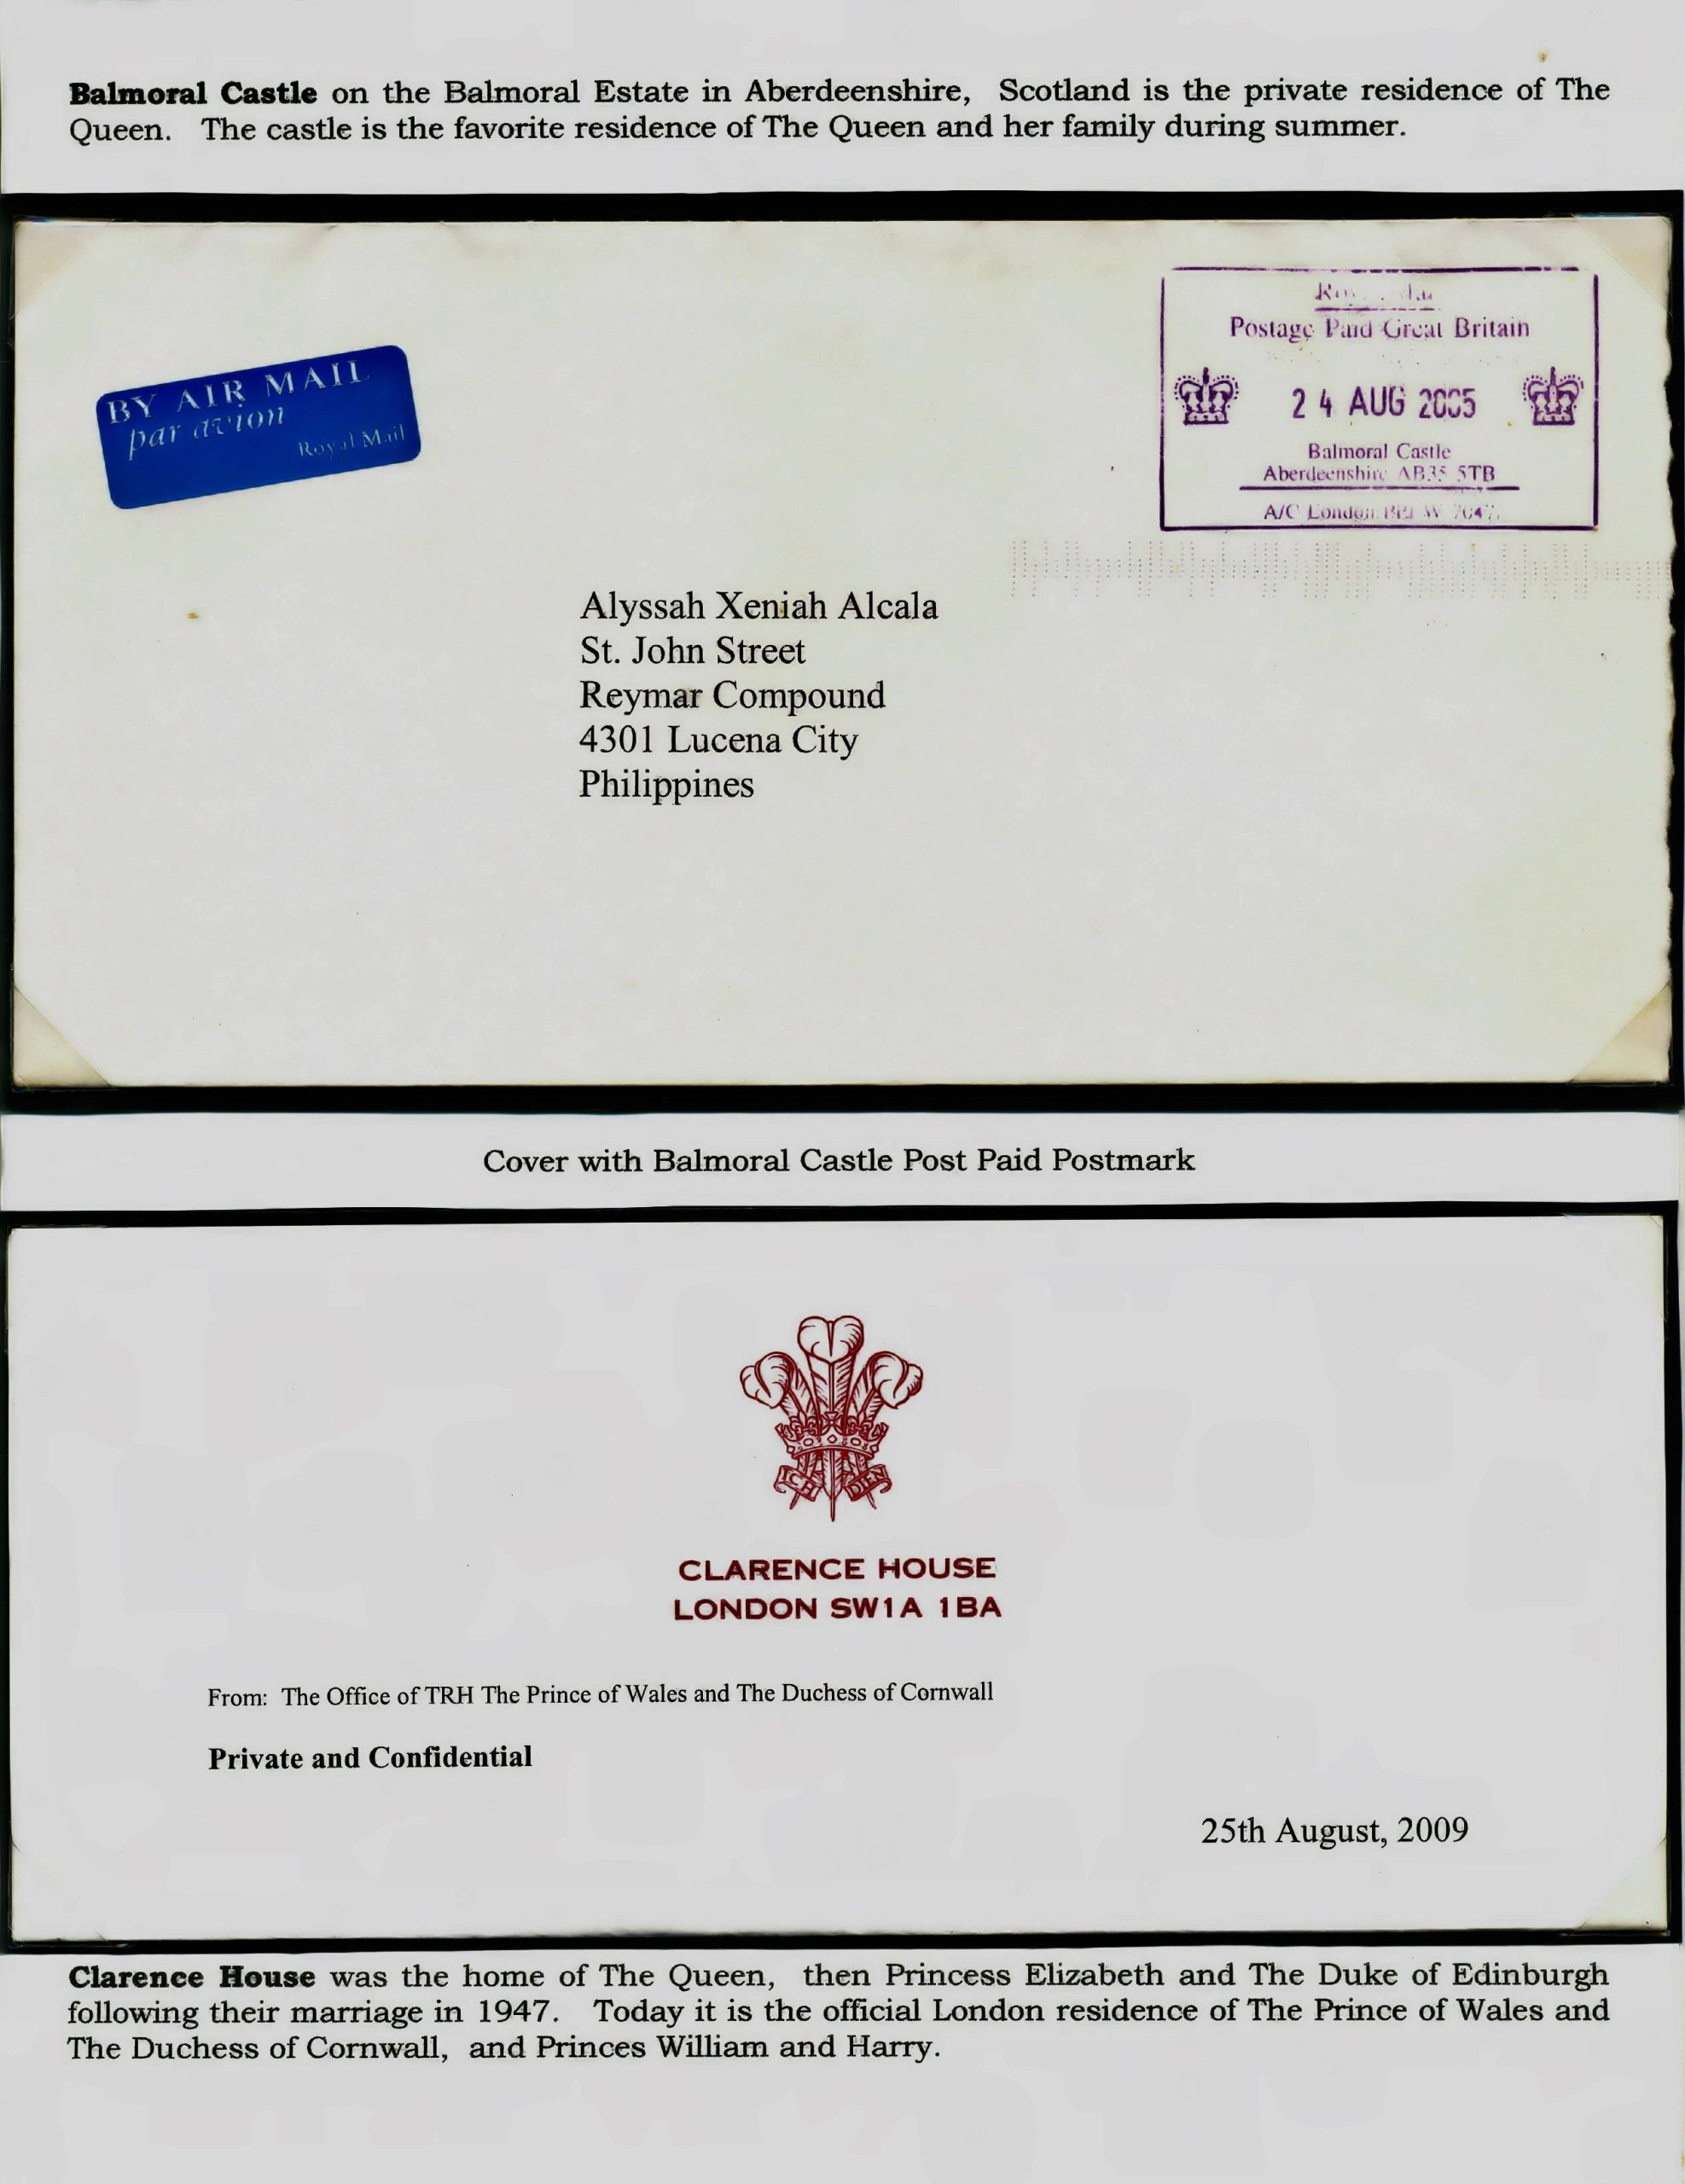 Balmoral Castle on the Balmoral Estate in Aberdeenshire, Scotland is the private residence of The
Queen. The castle is the favorite residence of The Queen and her family during summer.
BY AIR MAIL
par avion
Royal Mail
Postage Paid Great Britain
24 AUG 2005
Balmoral Castle
Aberdeenshire AB35 5TB
A/C London
Alyssah Xeniah Alcala
St. John Street
Reymar Compound
4301 Lucena City
Philippines
Cover with Balmoral Castle Post Paid Postmark
ICH DIEN
CLARENCE HOUSE
LONDON SW1A 1BA
From: The Office of TRH The Prince of Wales and The Duchess of Cornwall
Private and Confidential
25th August, 2009
Clarence House was the home of The Queen, then Princess Elizabeth and The Duke of Edinburgh
following their marriage in 1947. Today it is the official London residence of The Prince of Wales and
The Duchess of Cornwall, and Princes William and Harry.